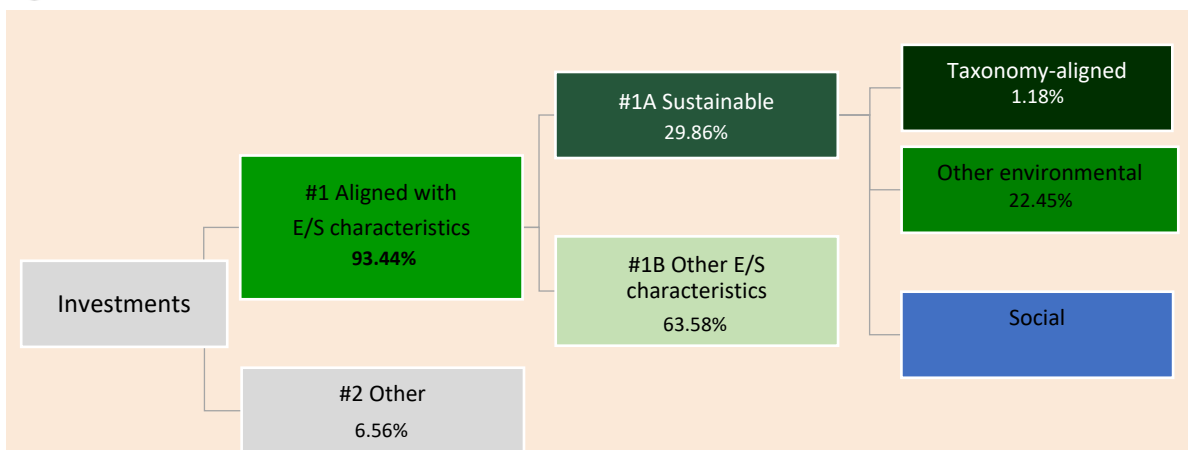 Investments
#1 Aligned with
E/S characteristics
93.44%
#2 Other
6.56%
#1A Sustainable
29.86%
#1B Other E/S
characteristics
63.58%
Taxonomy-aligned
1.18%
Other environmental
22.45%
Social